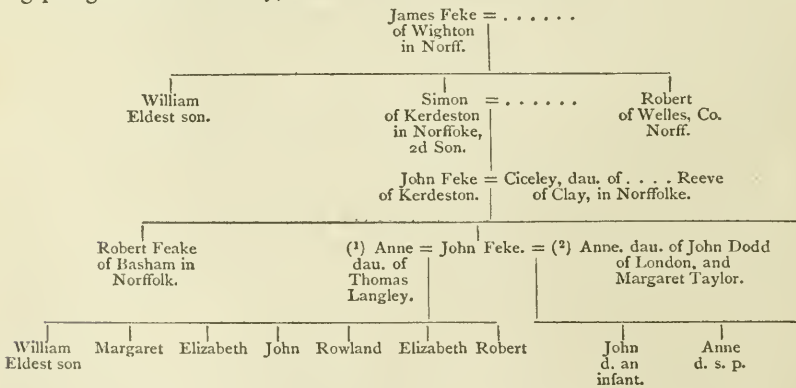 James Feke = . . . . . .
of Wighton
in Norff.
William
Eldest son.
Simon = . . . . . .
of Kerdeston
in Norffoke,
2d Son.
Robert
of Welles, Co.
Norff.
John Feke = Ciceley, dau. of . . . . Reeve
of Kerdeston. of Clay, in Norffolke.
Robert Feake
of Basham in
Norffolk.
(1) Anne = John Feke. = (2) Anne. dau. of John Dodd
dau. of
Thomas
Langley.
of London, and
Margaret Taylor.
William
Eldest son
Margaret Elizabeth John Rowland Elizabeth Robert
John
d. an
infant.
Anne
d. s. p.